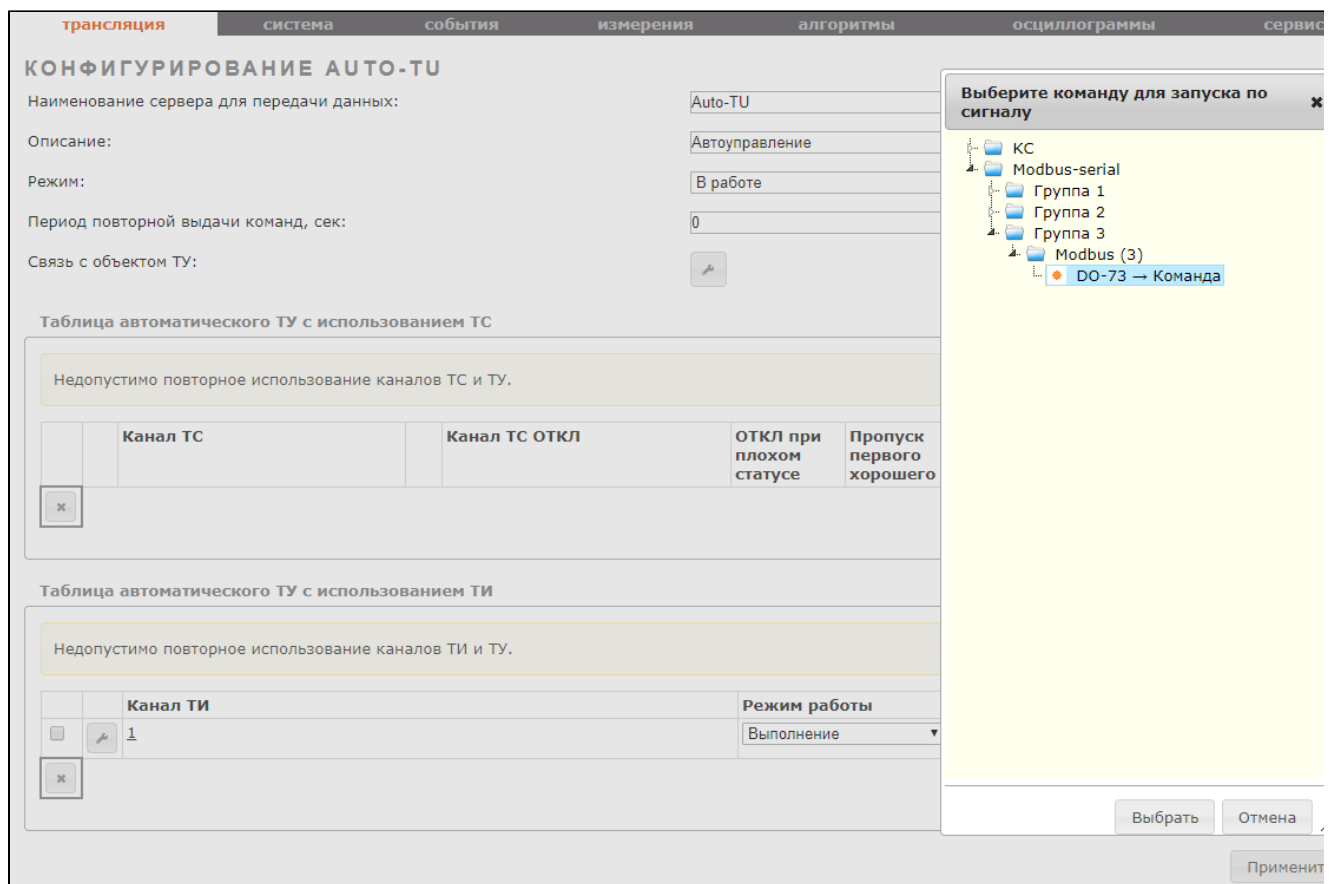 трансляция система события измерения алгоритмы осциллограммы сервис
КОНФИГУРИРОВАНИЕ AUTO-TU
Наименование сервера для передачи данных: Auto-TU
Описание: Автоуправление
Режим: В работе
Период повторной выдачи команд, сек: 0
Связь с объектом ТУ:
Таблица автоматического ТУ с использованием ТС
Недопустимо повторное использование каналов ТС и ТУ.
Канал ТС Канал ТС ОТКЛ ОТКЛ при Пропуск
плохом первого
статусе хорошего
Таблица автоматического ТУ с использованием ТИ
Недопустимо повторное использование каналов ТИ и ТУ.
Канал ТИ Режим работы
1 Выполнение
Выберите команду для запуска по
сигналу
КС
Modbus-serial
Группа 1
Группа 2
Группа 3
Modbus (3)
DO-73 → Команда
Выбрать Отмена
Применит